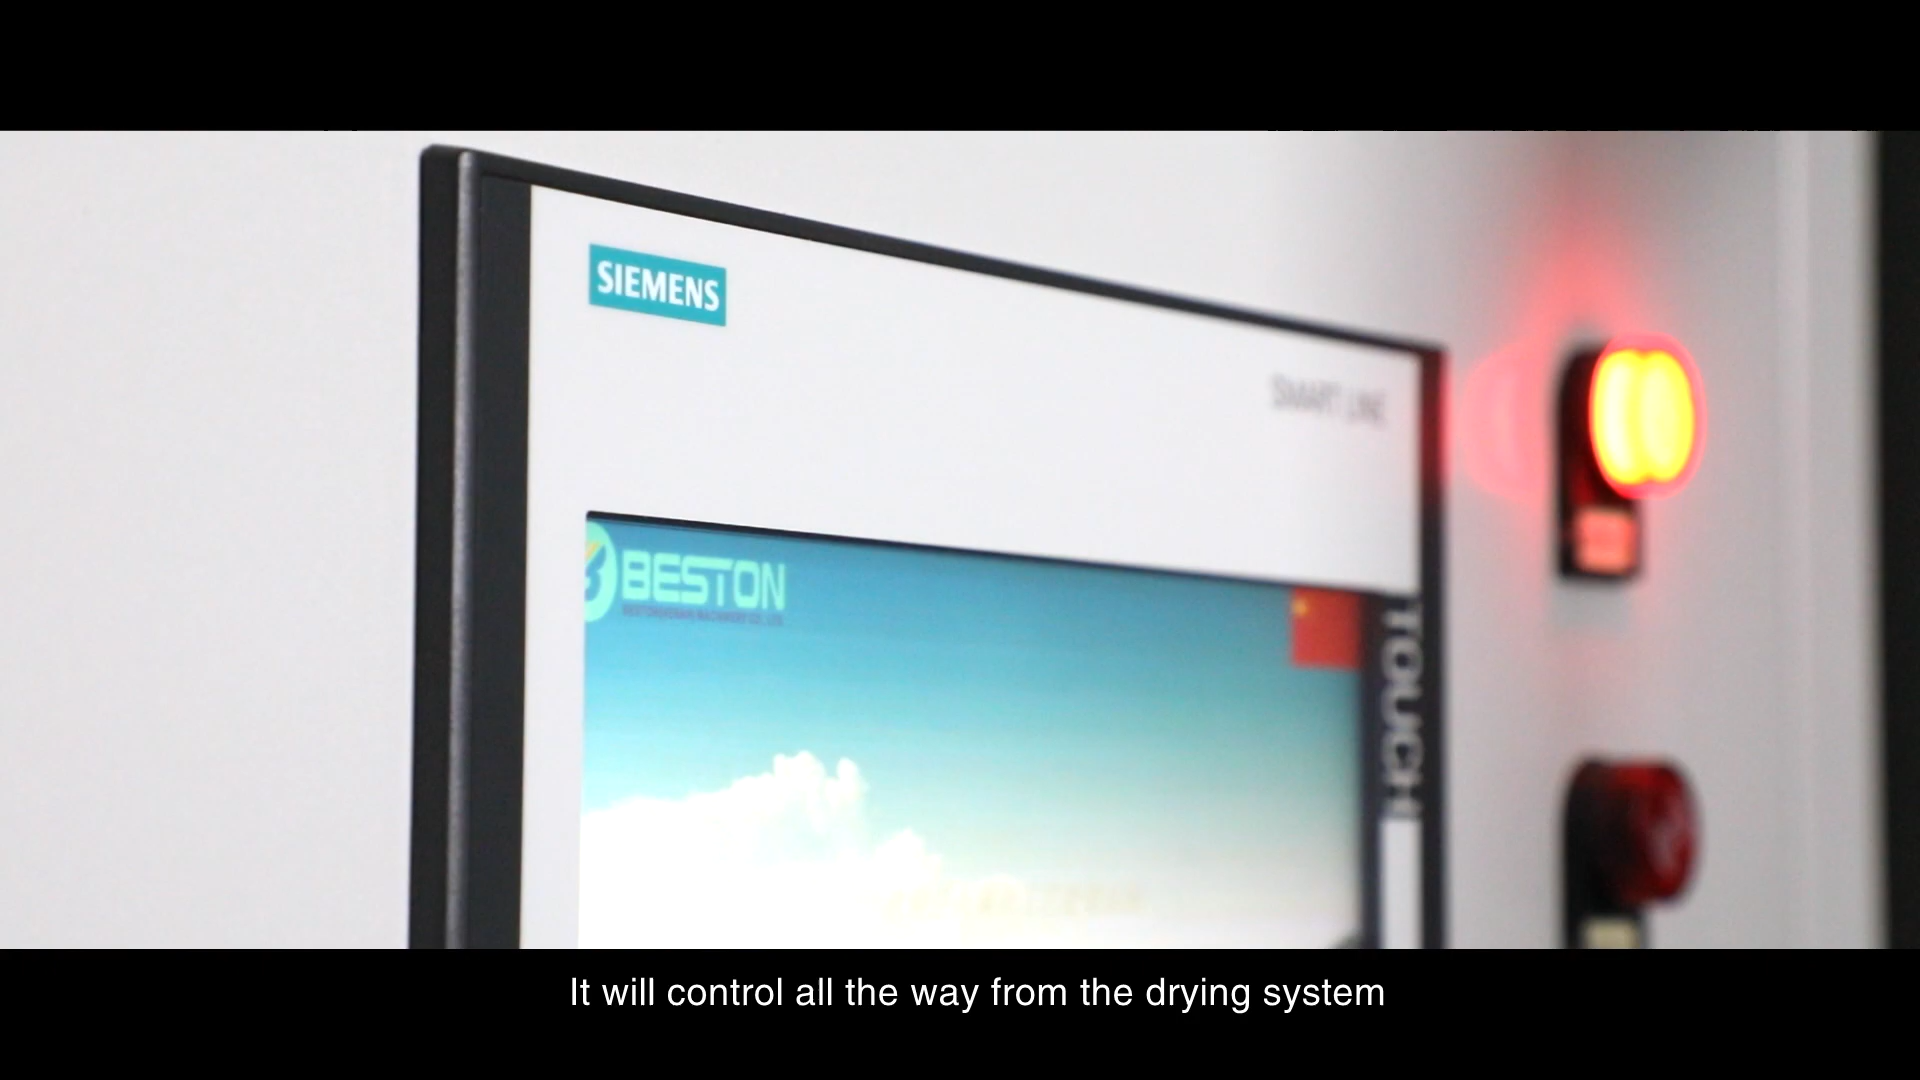 SIEMENS
SMART LINE
BESTON
TOUCH
It will control all the way from the drying system